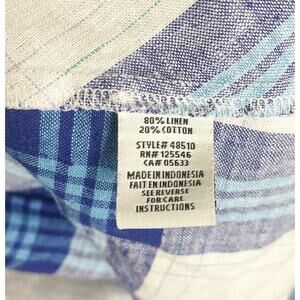 80% LINEN
20% COTTON
STYLE# 48510
RN# 125546
CA# 05633
MADE IN INDONESIA
FAIT EN INDONESIA
SEE REVERSE
FOR CARE
INSTRUCTIONS